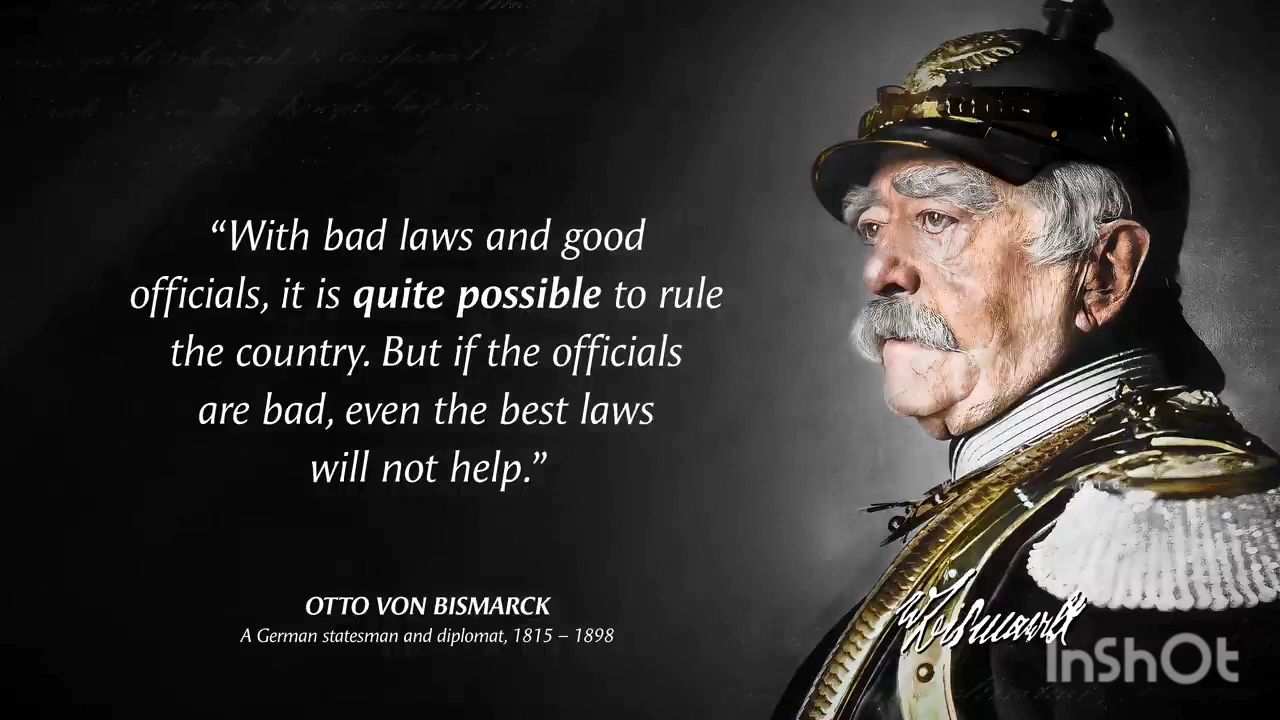 “With bad laws and good
officials, it is quite possible to rule
the country. But if the officials
are bad, even the best laws
will not help.”
OTTO VON BISMARCK
A German statesman and diplomat, 1815 – 1898
InShOt